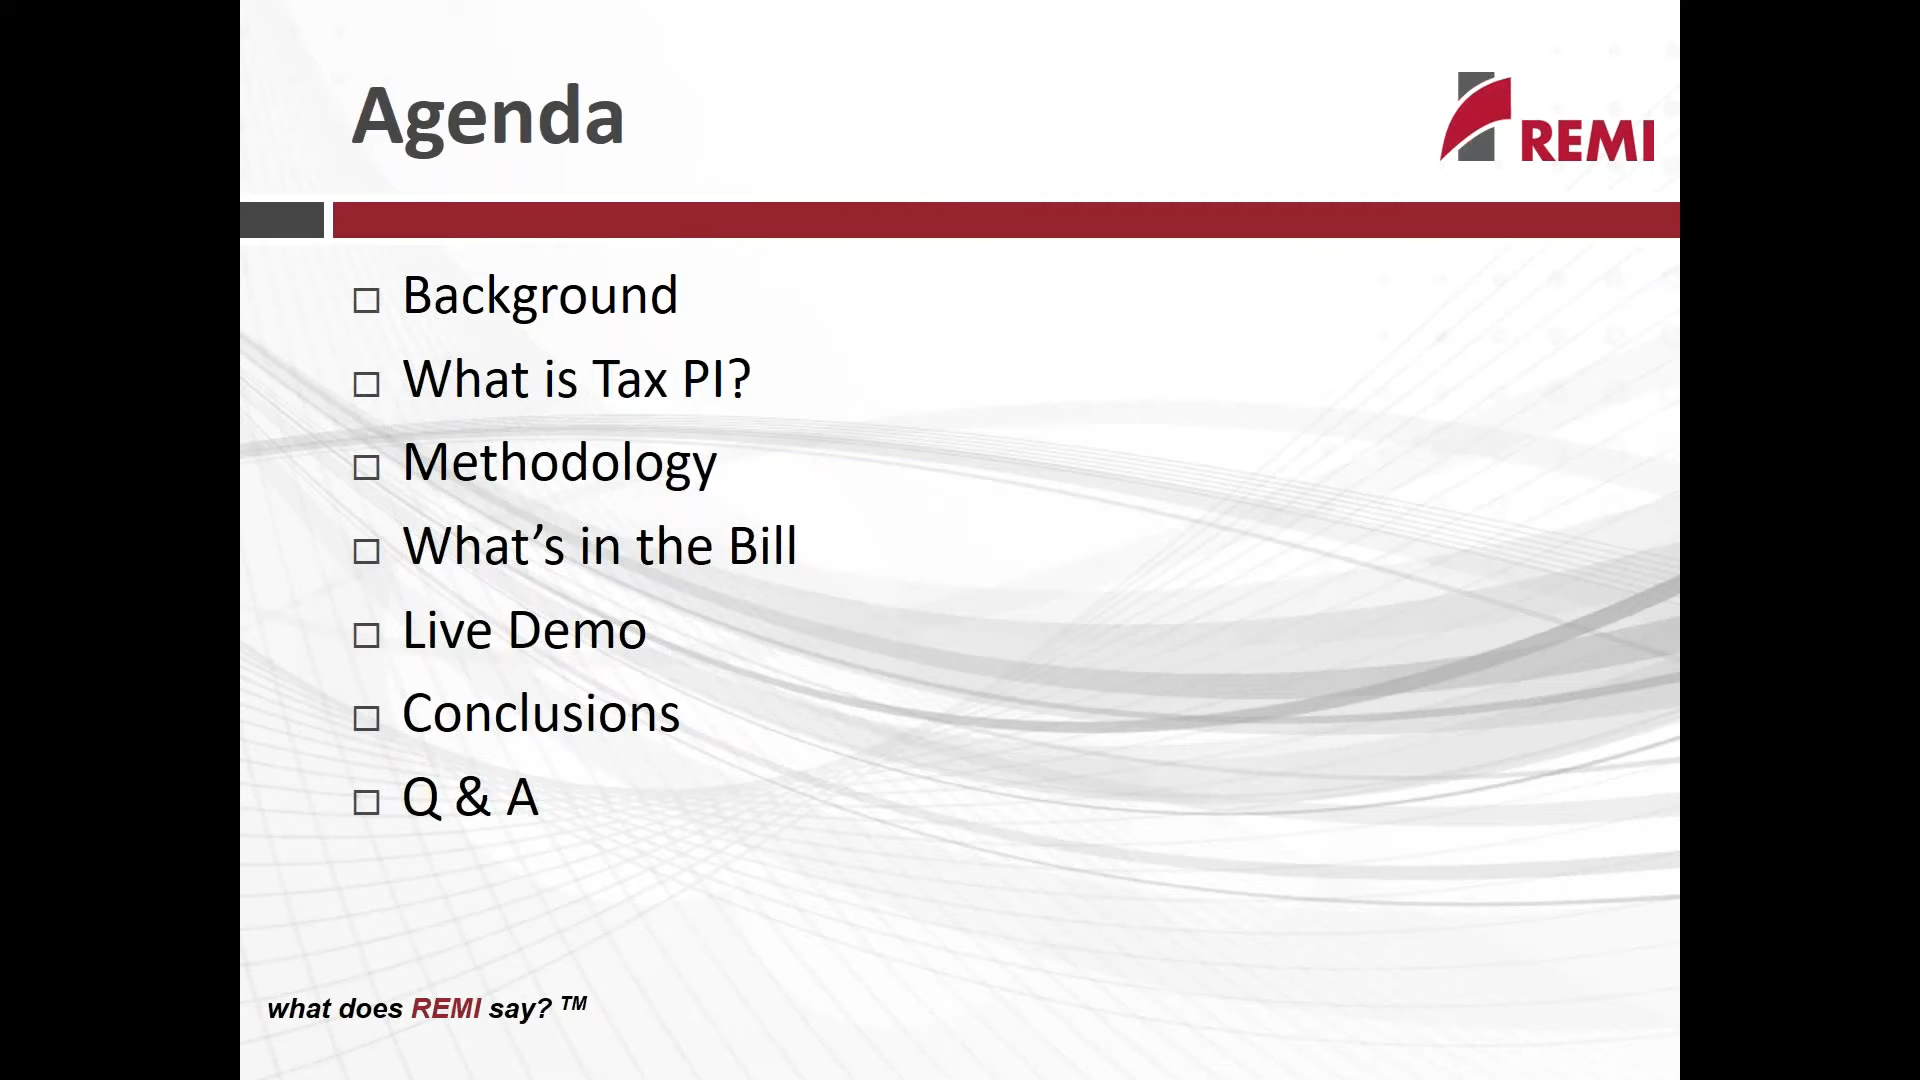 Agenda
REMI
Background
What is Tax PI?
Methodology
What’s in the Bill
Live Demo
Conclusions
Q & A
what does REMI say? TM